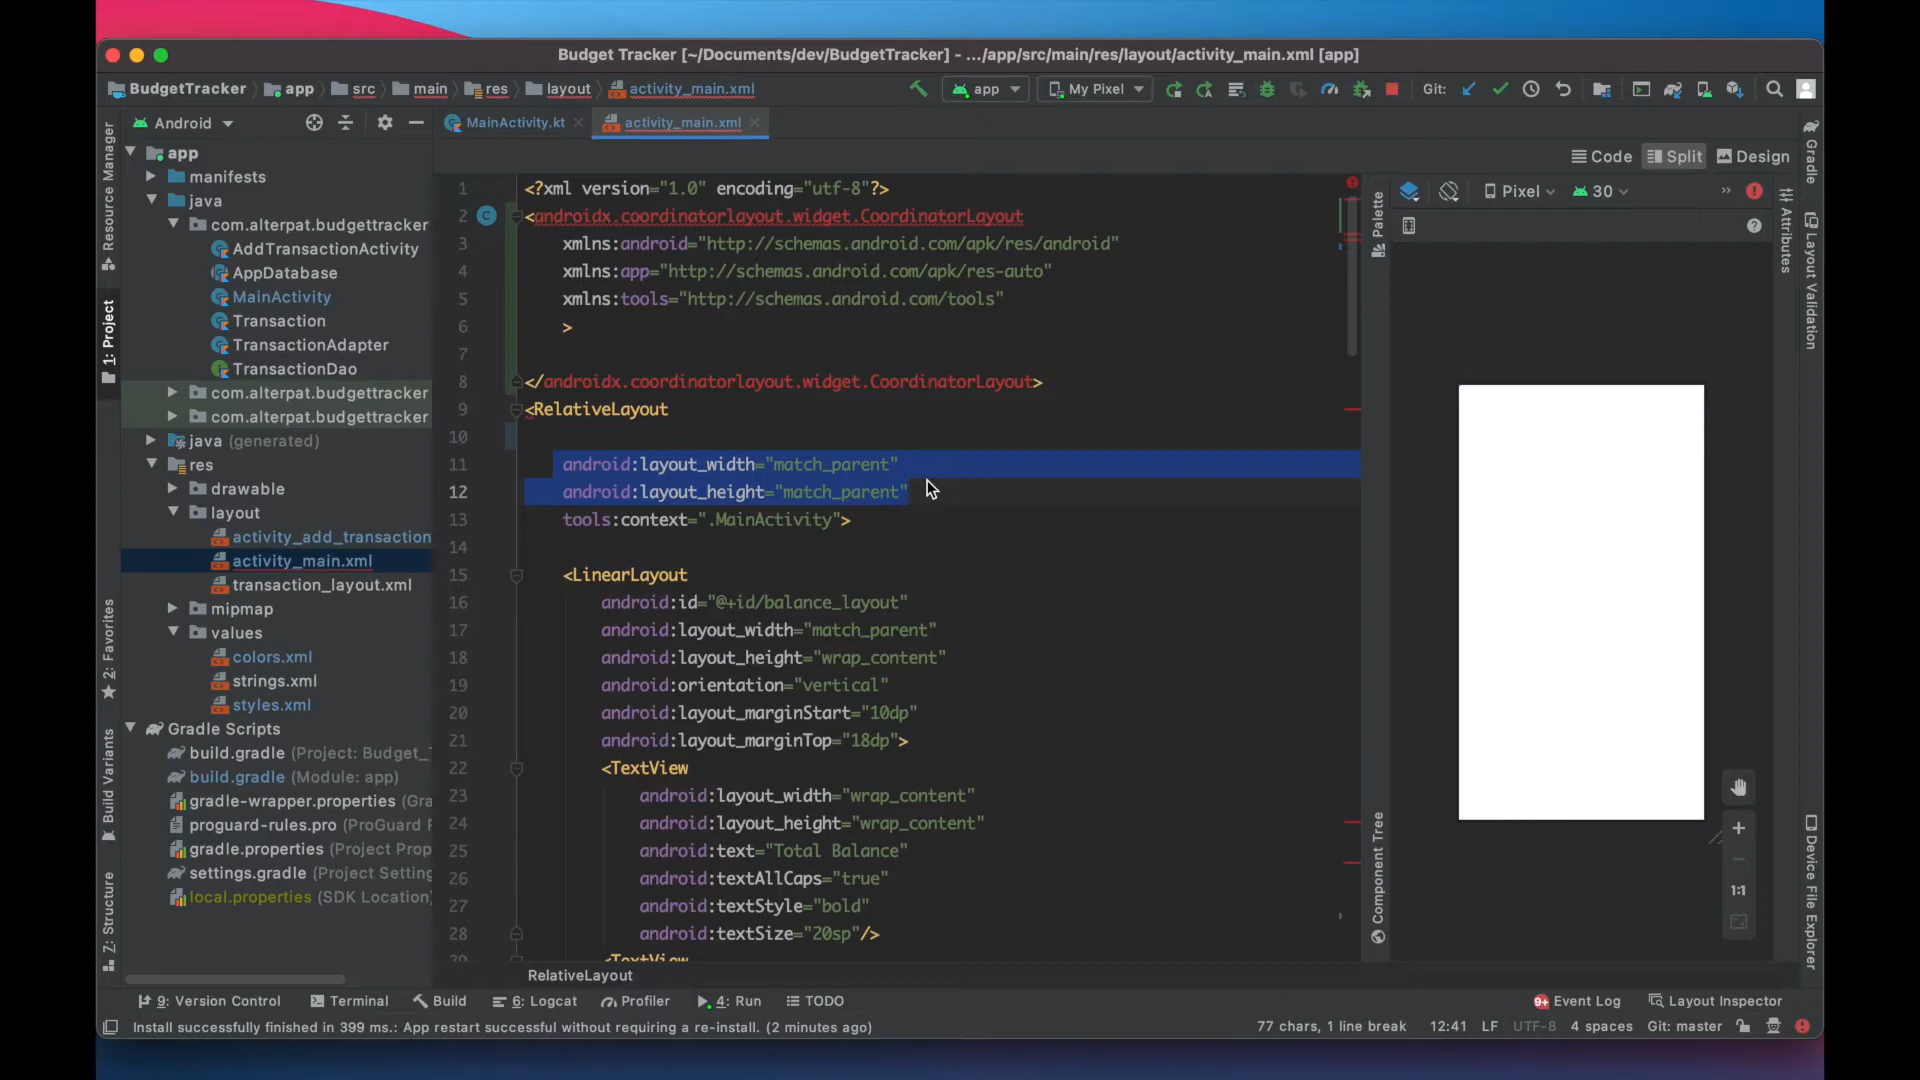 Budget Tracker [~/Documents/dev/BudgetTracker] - .../app/src/main/res/layout/activity_main.xml [app]
BudgetTracker app src main res layout activity_main.xml app My Pixel Git:
Android MainActivity.kt activity_main.xml
Code Split Design
Pixel 30
app
manifests
java
com.alterpat.budgettracker
AddTransactionActivity
AppDatabase
MainActivity
Transaction
TransactionAdapter
TransactionDao
com.alterpat.budgettracker
com.alterpat.budgettracker
java (generated)
res
drawable
layout
activity_add_transaction
activity_main.xml
transaction_layout.xml
mipmap
values
colors.xml
strings.xml
styles.xml
Gradle Scripts
build.gradle (Project: Budget_
build.gradle (Module: app)
gradle-wrapper.properties (Gra
proguard-rules.pro (ProGuard
gradle.properties (Project Prop
settings.gradle (Project Setting
local.properties (SDK Location)
1 <?xml version="1.0" encoding="utf-8"?>
2 <androidx.coordinatorlayout.widget.CoordinatorLayout
3 xmlns:android="http://schemas.android.com/apk/res/android"
4 xmlns:app="http://schemas.android.com/apk/res-auto"
5 xmlns:tools="http://schemas.android.com/tools"
6 >
7
8 </androidx.coordinatorlayout.widget.CoordinatorLayout>
9 <RelativeLayout
10
11 android:layout_width="match_parent"
12 android:layout_height="match_parent"
13 tools:context=".MainActivity">
14
15 <LinearLayout
16 android:id="@+id/balance_layout"
17 android:layout_width="match_parent"
18 android:layout_height="wrap_content"
19 android:orientation="vertical"
20 android:layout_marginStart="10dp"
21 android:layout_marginTop="18dp">
22 <TextView
23 android:layout_width="wrap_content"
24 android:layout_height="wrap_content"
25 android:text="Total Balance"
26 android:textAllCaps="true"
27 android:textStyle="bold"
28 android:textSize="20sp"/>
29 <TextView
RelativeLayout
Resource Manager
1: Project
2: Favorites
Build Variants
7: Structure
Palette
Component Tree
1:1
Attributes
Gradle
Layout Validation
Device File Explorer
9: Version Control Terminal Build 6: Logcat Profiler 4: Run TODO 9+ Event Log Layout Inspector
Install successfully finished in 399 ms.: App restart successful without requiring a re-install. (2 minutes ago) 77 chars, 1 line break 12:41 LF UTF-8 4 spaces Git: master